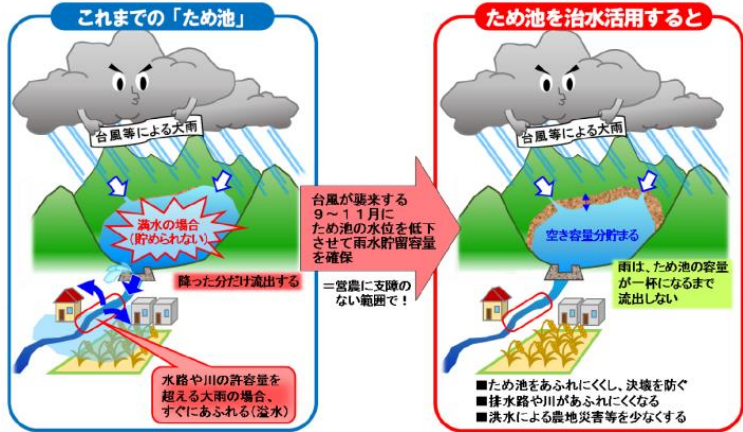 これまでの「ため池」
台風等による大雨
満水の場合
(貯められない)
降った分だけ流出する
水路や川の許容量を
超える大雨の場合、
すぐにあふれる(溢水)
台風が襲来する
9～11月に
ため池の水位を低下
させて雨水貯留容量
を確保
＝営農に支障の
ない範囲で！
ため池を治水活用すると
台風等による大雨
空き容量分貯まる
雨は、ため池の容量
が一杯になるまで
流出しない
■ため池をあふれにくくし、決壊を防ぐ
■排水路や川があふれにくくなる
■洪水による農地災害等を少なくする